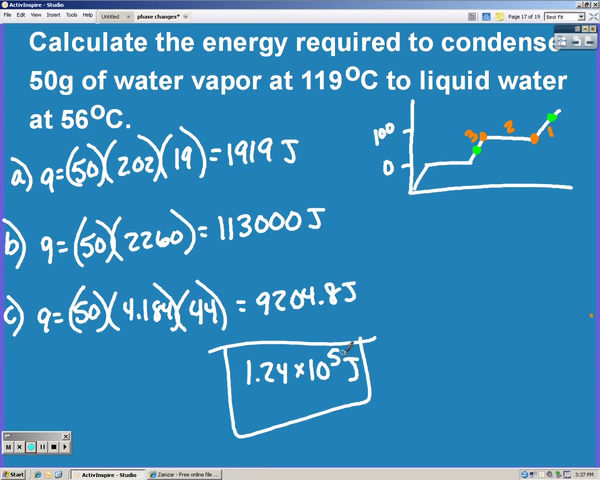 ActivInspire - Studio
File Edit View Insert Tools Help
Untitled phase changes*
Page 17 of 19
Best Fit
Calculate the energy required to condense
50g of water vapor at 119°C to liquid water
at 56°C.
100
0
3 2 1
a) q=(50)(202)(19)=1919 J
b) q=(50)(2260)=113000 J
c) q=(50)(4.184)(44)=9204.8 J
1.24×10⁵ J
Start
ActivInspire - Studio
Zamzar - Free online file ...
3:37 PM